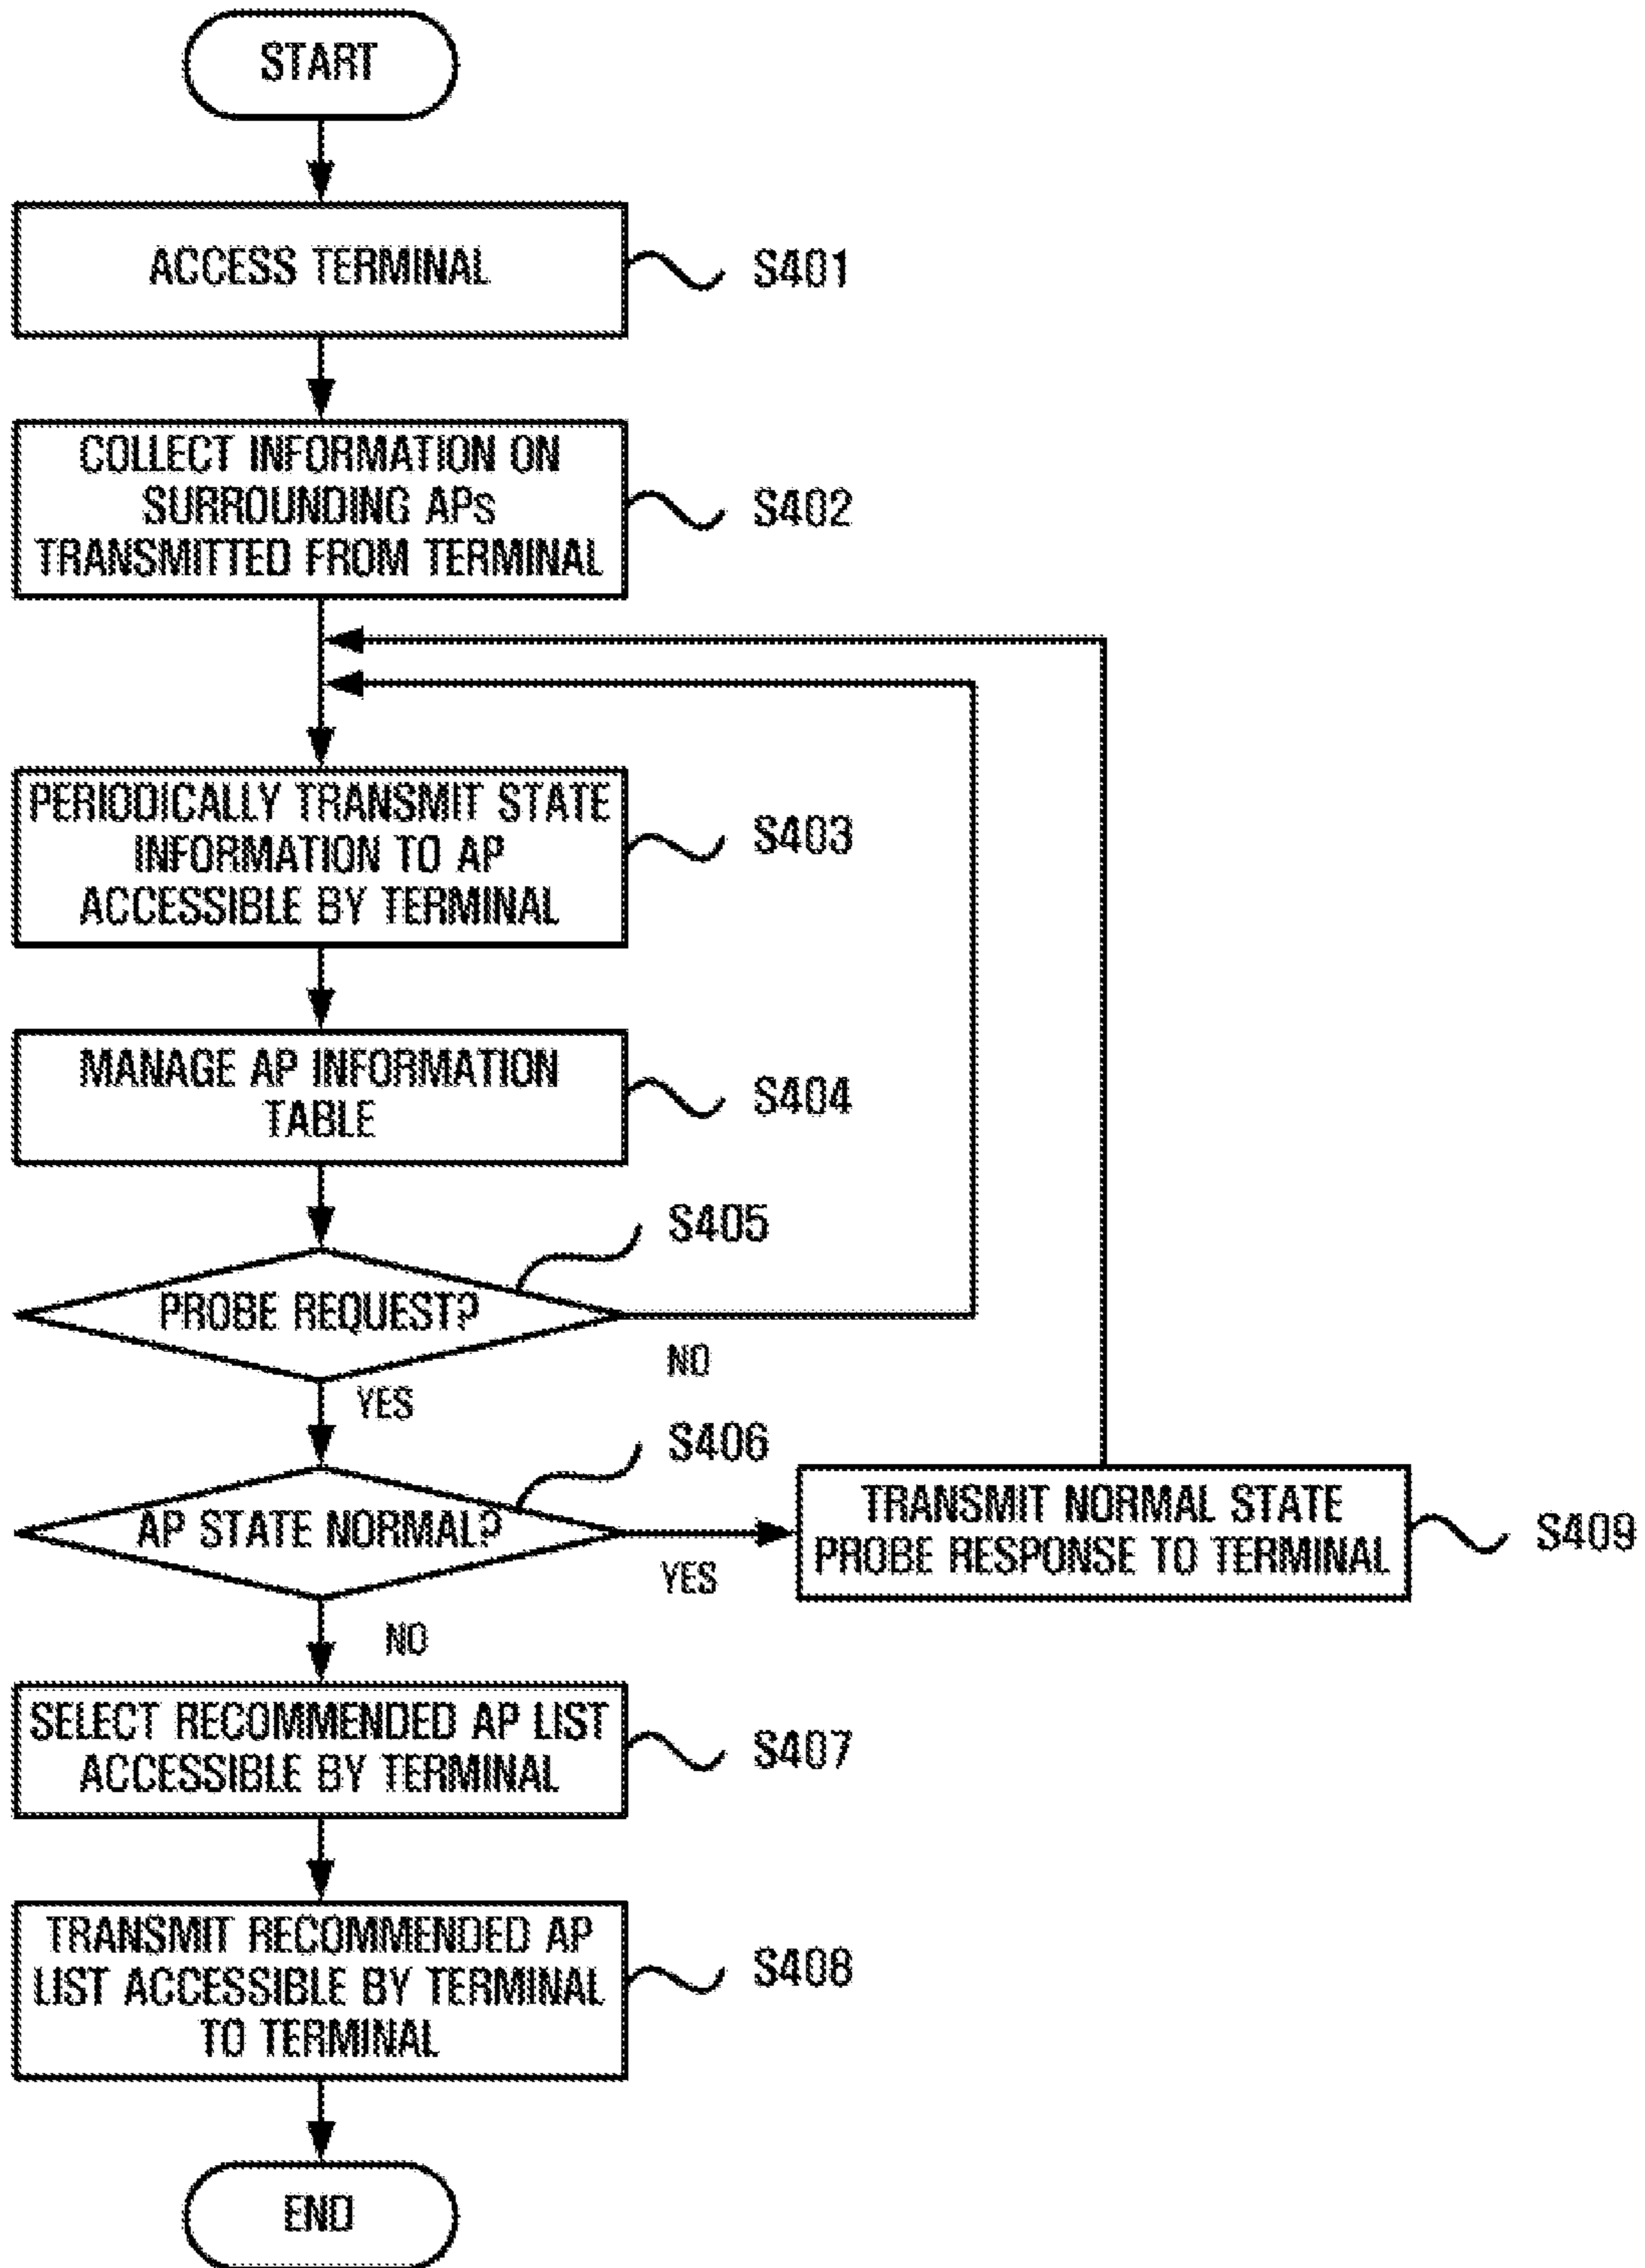 START
ACCESS TERMINAL
S401
COLLECT INFORMATION ON
SURROUNDING APs
TRANSMITTED FROM TERMINAL
S402
PERIODICALLY TRANSMIT STATE
INFORMATION TO AP
ACCESSIBLE BY TERMINAL
S403
MANAGE AP INFORMATION
TABLE
S404
S405
PROBE REQUEST?
NO
YES
S406
AP STATE NORMAL?
YES
TRANSMIT NORMAL STATE
PROBE RESPONSE TO TERMINAL
S409
NO
SELECT RECOMMENDED AP LIST
ACCESSIBLE BY TERMINAL
S407
TRANSMIT RECOMMENDED AP
LIST ACCESSIBLE BY TERMINAL
TO TERMINAL
S408
END